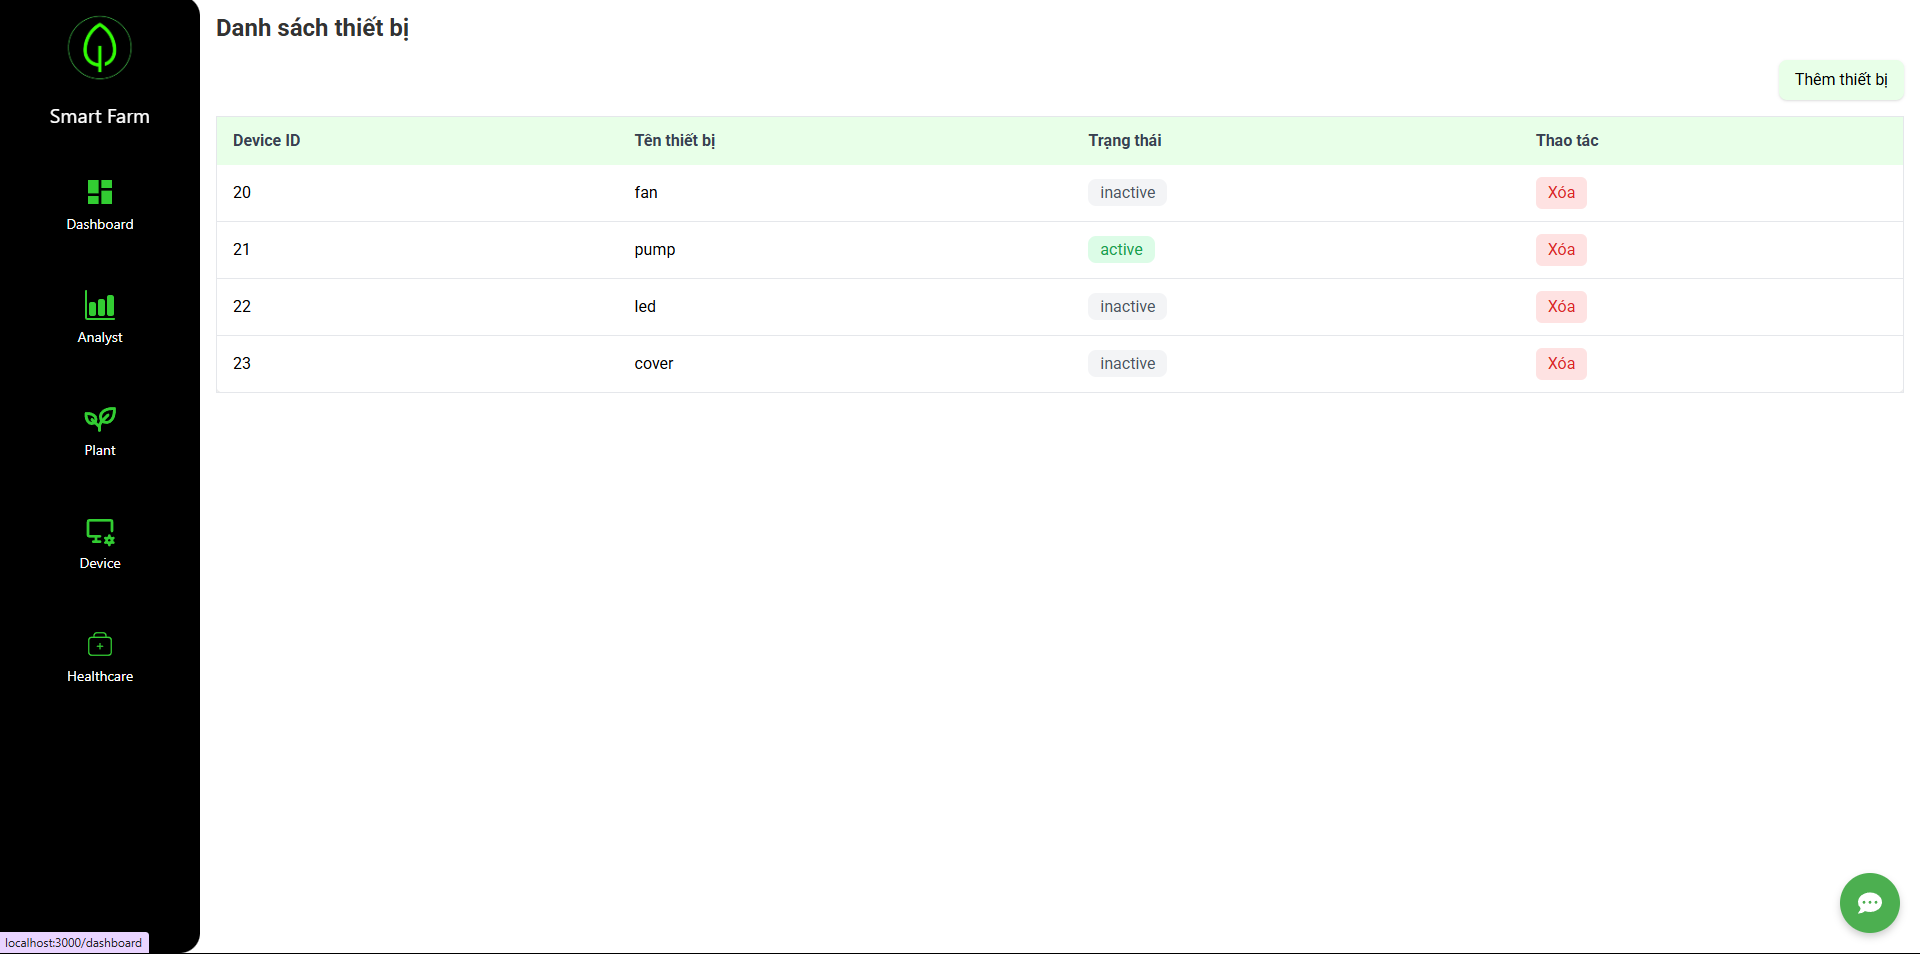 Smart Farm
Dashboard
Analyst
Plant
Device
Healthcare
localhost:3000/dashboard
Danh sách thiết bị
Thêm thiết bị
Device ID Tên thiết bị Trạng thái Thao tác
20 fan inactive Xóa
21 pump active Xóa
22 led inactive Xóa
23 cover inactive Xóa